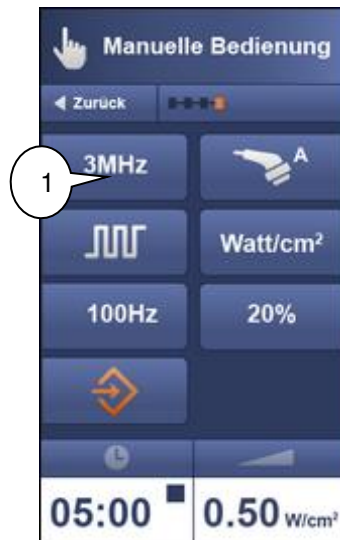 Manuelle Bedienung
Zurück
1
3MHz
A
Watt/cm²
100Hz
20%
05:00
0.50 W/cm²